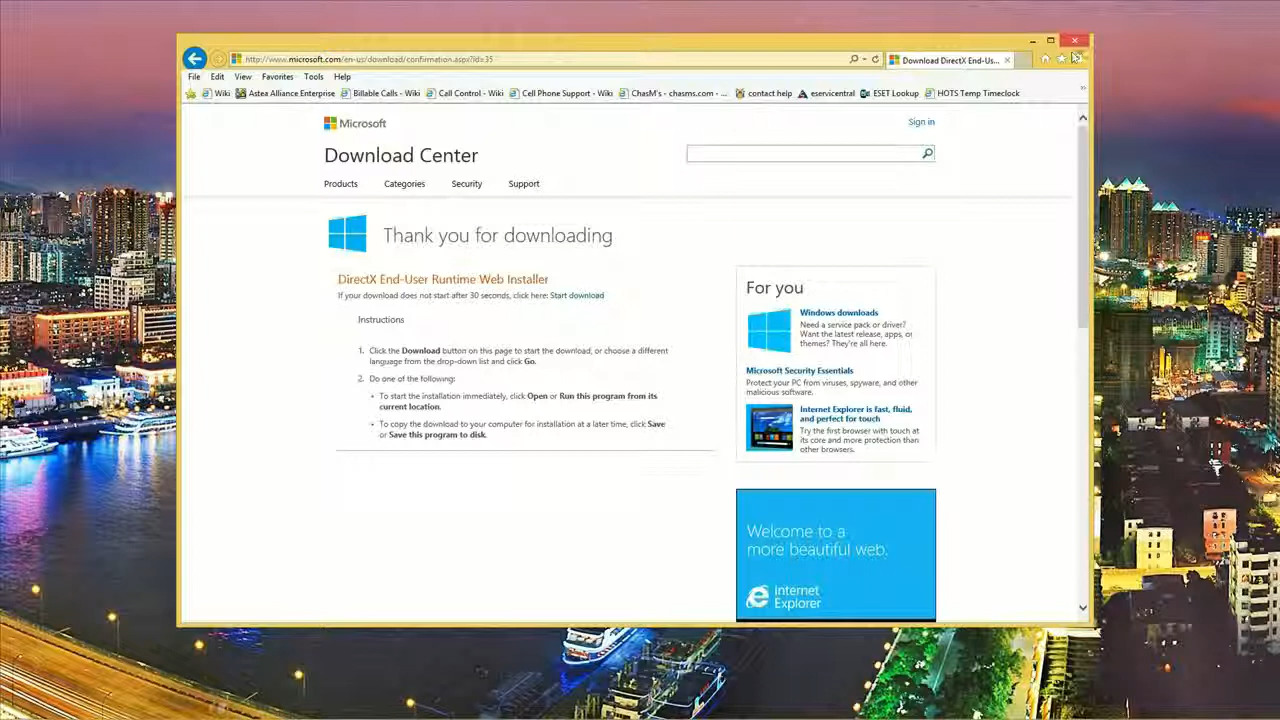 http://www.microsoft.com/en-us/download/confirmation.aspx?id=35
Download DirectX End-Us...
File Edit View Favorites Tools Help
Wiki Astea Alliance Enterprise Billable Calls - Wiki Call Control - Wiki Cell Phone Support - Wiki ChasM's - chasms.com - ... contact help eservicentral ESET Lookup HOTS Temp Timeclock
Microsoft
Sign in
Download Center
Products Categories Security Support
Thank you for downloading
DirectX End-User Runtime Web Installer
If your download does not start after 30 seconds, click here: Start download
Instructions
1. Click the Download button on this page to start the download, or choose a different
language from the drop-down list and click Go.
2. Do one of the following:
• To start the installation immediately, click Open or Run this program from its
current location.
• To copy the download to your computer for installation at a later time, click Save
or Save this program to disk.
For you
Windows downloads
Need a service pack or driver?
Want the latest release, apps, or
themes? They're all here.
Microsoft Security Essentials
Protect your PC from viruses, spyware, and other
malicious software.
Internet Explorer is fast, fluid,
and perfect for touch
Try the first browser with touch at
its core and more protection than
other browsers.
Welcome to a
more beautiful web.
Internet
Explorer